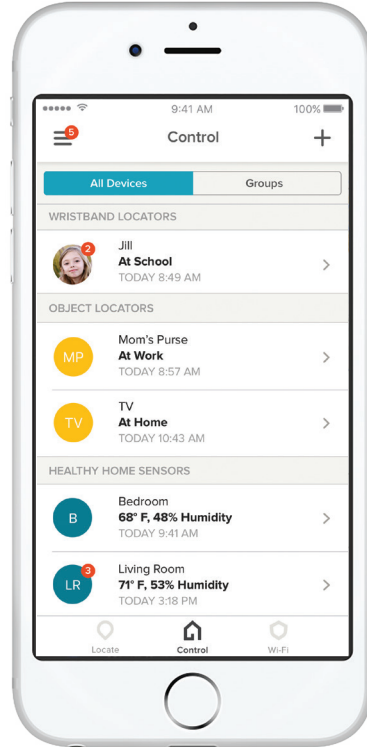 9:41 AM
100%
5
Control
+
All Devices
Groups
WRISTBAND LOCATORS
2
Jill
At School
TODAY 8:49 AM
OBJECT LOCATORS
MP
Mom's Purse
At Work
TODAY 8:57 AM
TV
TV
At Home
TODAY 10:43 AM
HEALTHY HOME SENSORS
B
Bedroom
68° F, 48% Humidity
TODAY 9:41 AM
3
LR
Living Room
71° F, 53% Humidity
TODAY 3:18 PM
Locate
Control
Wi-Fi